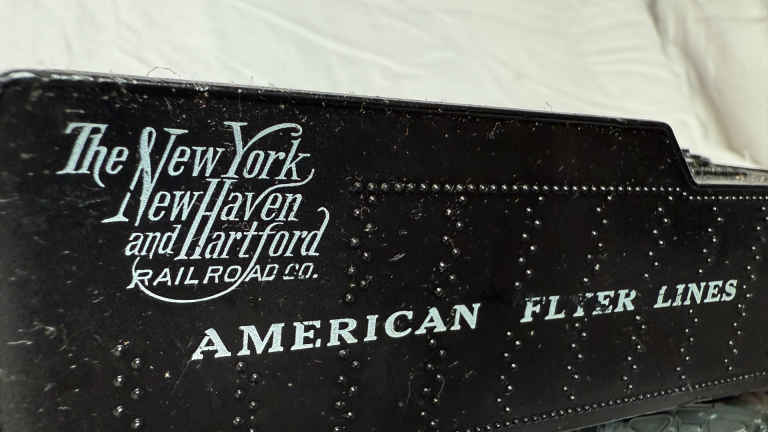 The New York
New Haven
and Hartford
RAILROAD CO.
AMERICAN FLYER LINES